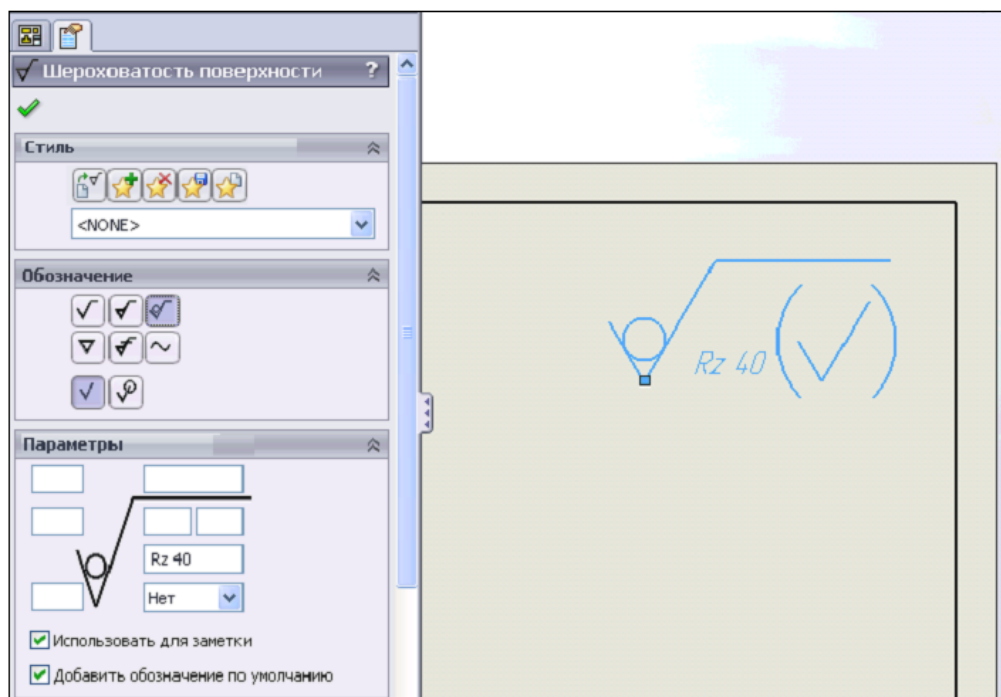 Шероховатость поверхности ?
Стиль
<NONE>
Обозначение
Параметры
Rz 40
Нет
Использовать для заметки
Добавить обозначение по умолчанию
Rz 40